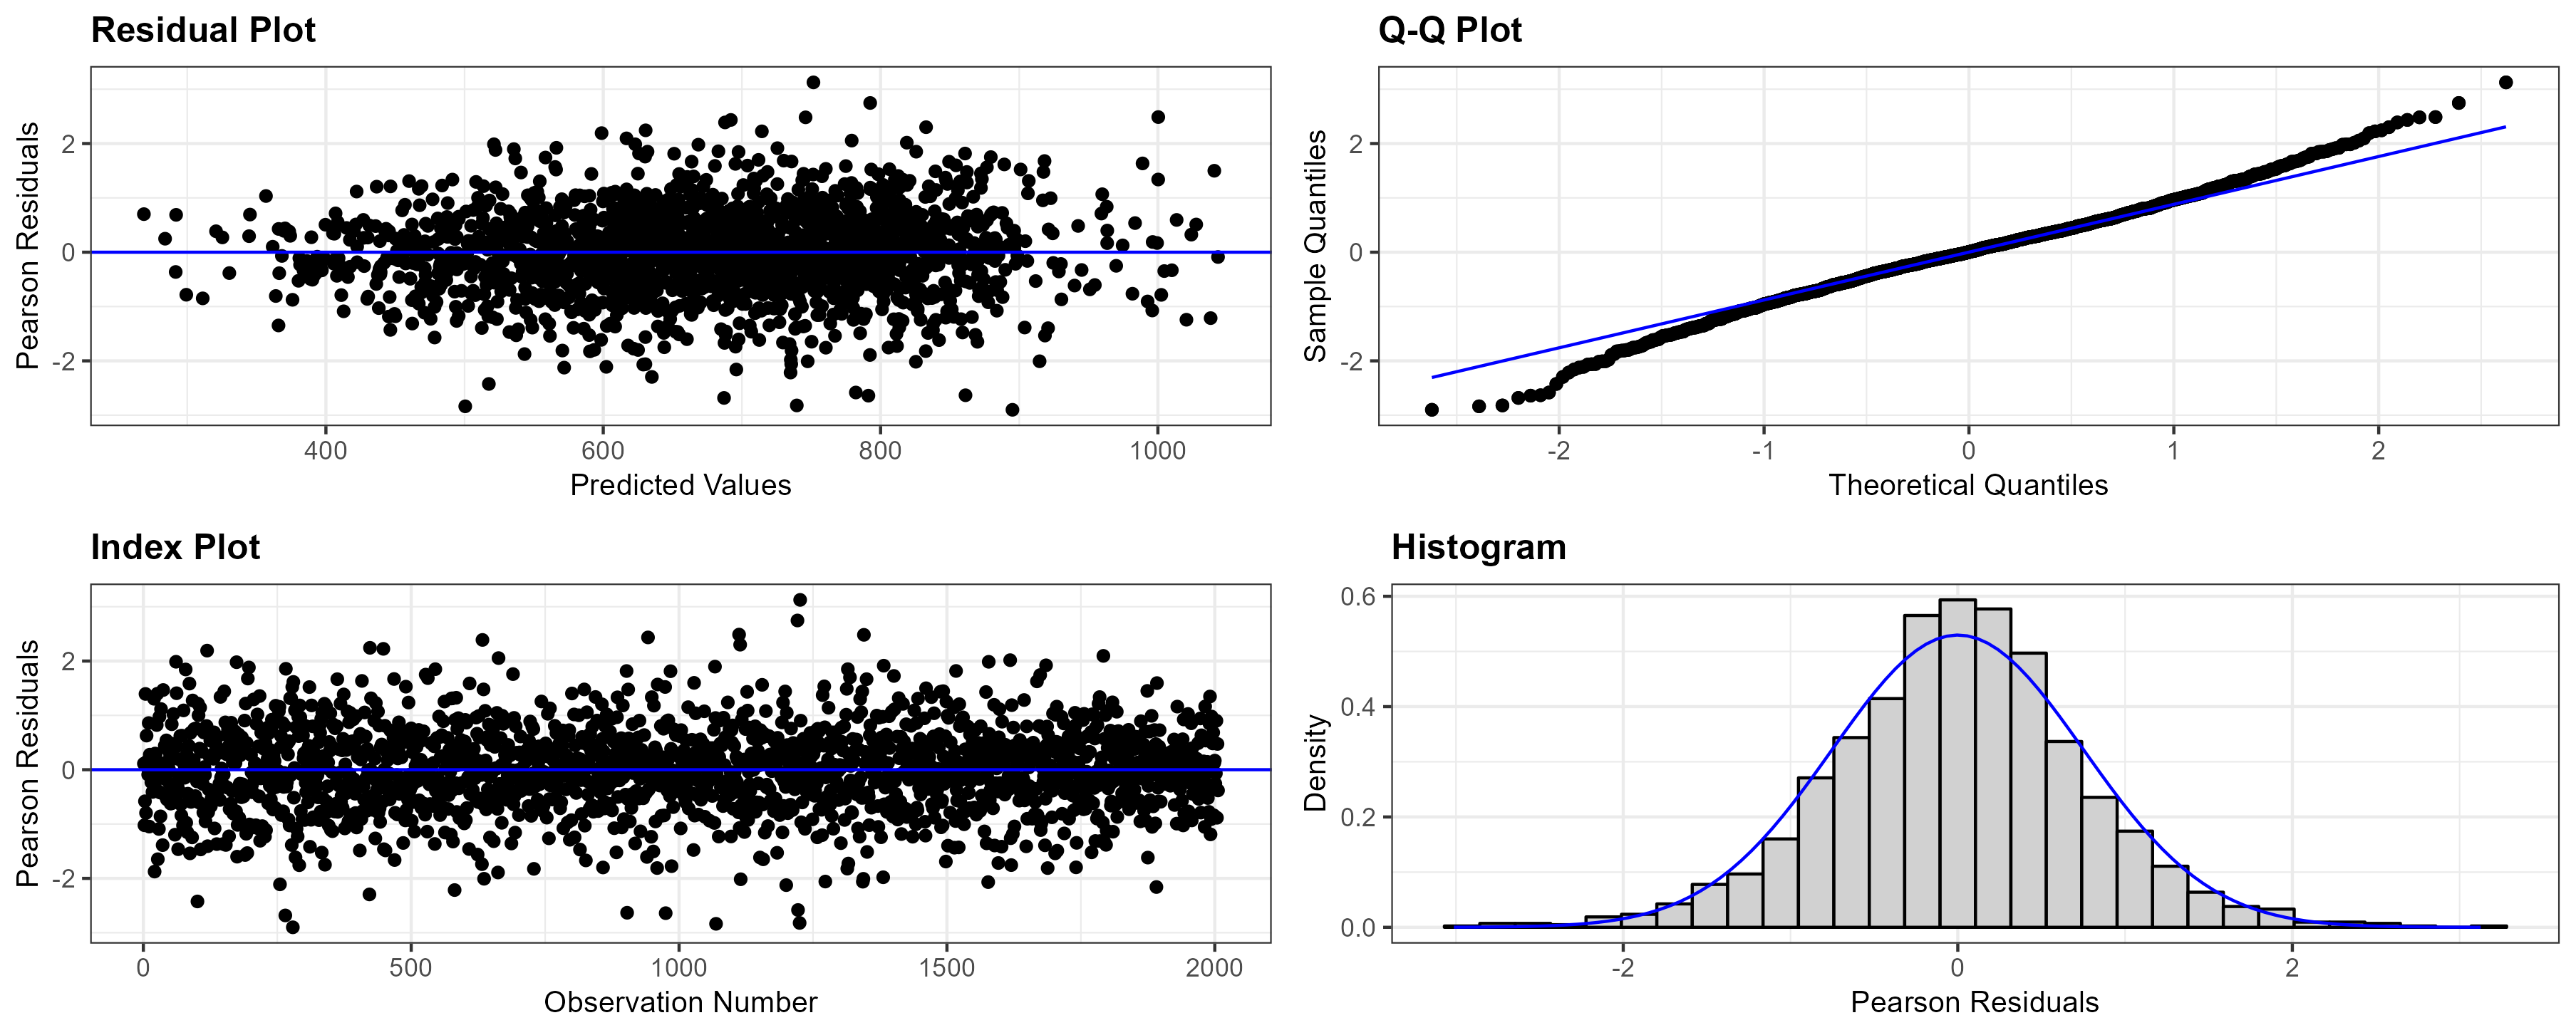 Residual Plot
Pearson Residuals
2
0
-2
400 600 800 1000
Predicted Values
Q-Q Plot
Sample Quantiles
2
0
-2
-2 -1 0 1 2
Theoretical Quantiles
Index Plot
Pearson Residuals
2
0
-2
0 500 1000 1500 2000
Observation Number
Histogram
Density
0.6
0.4
0.2
0.0
-2 0 2
Pearson Residuals